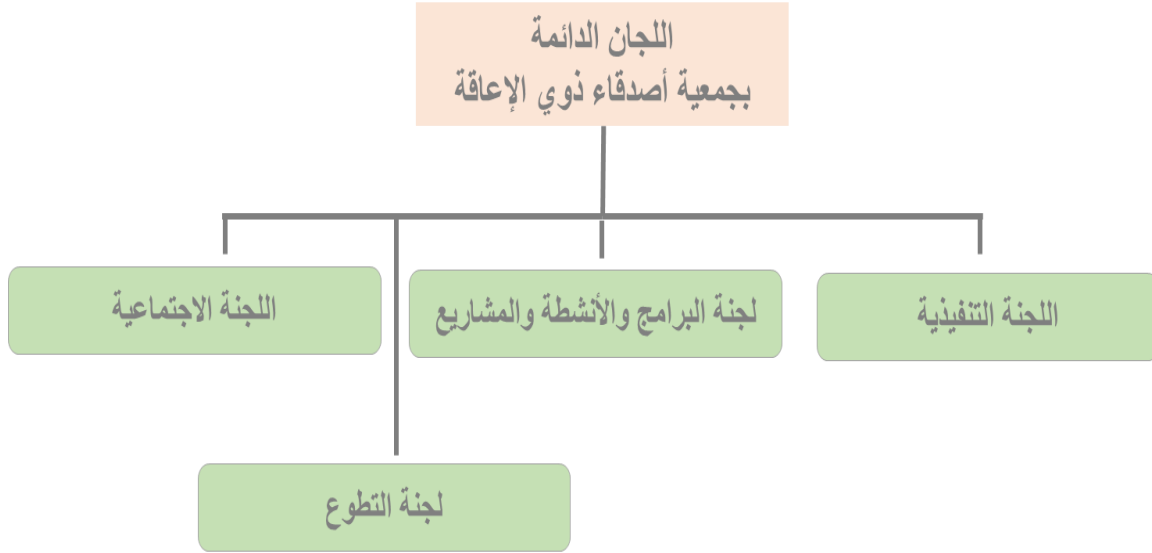 اللجان الدائمة
بجمعية أصدقاء ذوي الإعاقة
اللجنة التنفيذية
لجنة البرامج والأنشطة والمشاريع
اللجنة الاجتماعية
لجنة التطوع